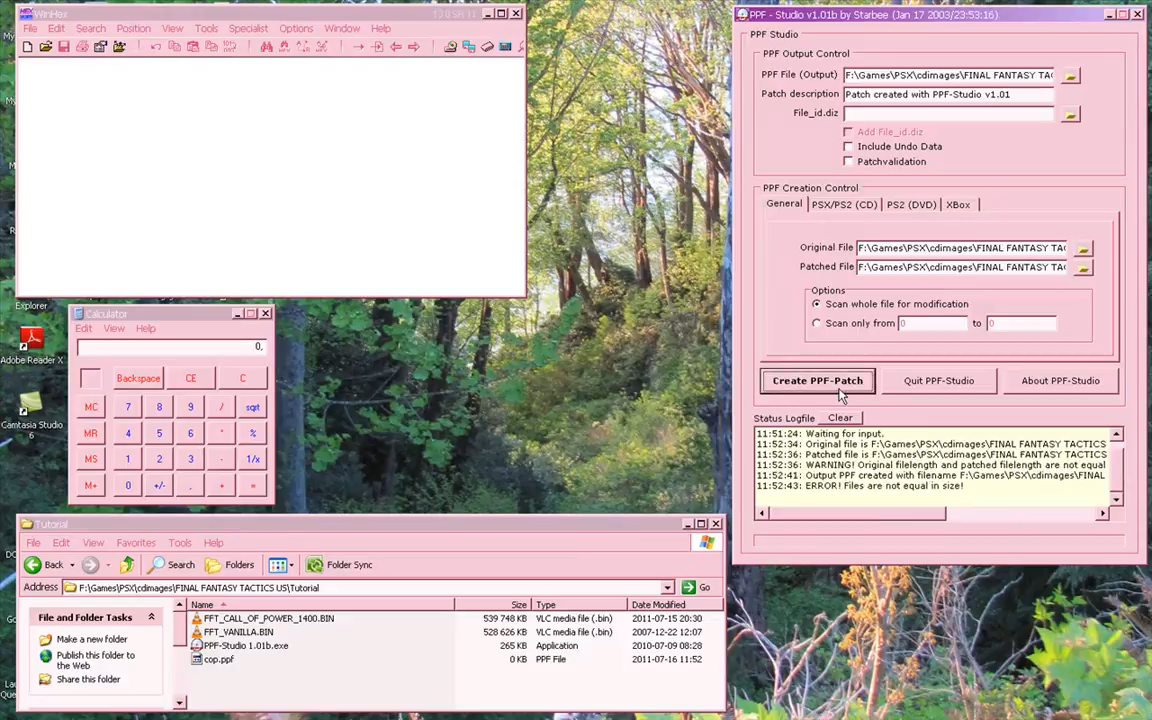 WinHex
File Edit Search Position View Tools Specialist Options Window Help
Calculator
Edit View Help
0,
Backspace CE C
MC 7 8 9 / sqrt
MR 4 5 6 * %
MS 1 2 3 - 1/x
M+ 0 +/- , + =
Explorer
Adobe Reader X
Camtasia Studio
6
PPF - Studio v1.01b by Starbee (Jan 17 2003/23:53:16)
PPF Studio
PPF Output Control
PPF File (Output) F:\Games\PSX\cdimages\FINAL FANTASY TAC
Patch description Patch created with PPF-Studio v1.01
File_id.diz
Add File_id.diz
Include Undo Data
Patchvalidation
PPF Creation Control
General PSX/PS2 (CD) PS2 (DVD) XBox
Original File F:\Games\PSX\cdimages\FINAL FANTASY TAC
Patched File F:\Games\PSX\cdimages\FINAL FANTASY TAC
Options
Scan whole file for modification
Scan only from 0 to 0
Create PPF-Patch Quit PPF-Studio About PPF-Studio
Status Logfile Clear
11:51:24: Waiting for input.
11:52:34: Original file is F:\Games\PSX\cdimages\FINAL FANTASY TACTICS
11:52:36: Patched file is F:\Games\PSX\cdimages\FINAL FANTASY TACTICS
11:52:36: WARNING! Original filelength and patched filelength are not equal
11:52:41: Output PPF created with filename F:\Games\PSX\cdimages\FINAL
11:52:43: ERROR! Files are not equal in size!
Tutorial
File Edit View Favorites Tools Help
Back Search Folders Folder Sync
Address F:\Games\PSX\cdimages\FINAL FANTASY TACTICS US\Tutorial Go
File and Folder Tasks
Make a new folder
Publish this folder to
the Web
Share this folder
Name Size Type Date Modified
FFT_CALL_OF_POWER_1400.BIN 539 748 KB VLC media file (.bin) 2011-07-15 20:30
FFT_VANILLA.BIN 528 626 KB VLC media file (.bin) 2007-12-22 12:07
PPF-Studio 1.01b.exe 265 KB Application 2010-07-09 08:28
cop.ppf 0 KB PPF File 2011-07-16 11:52